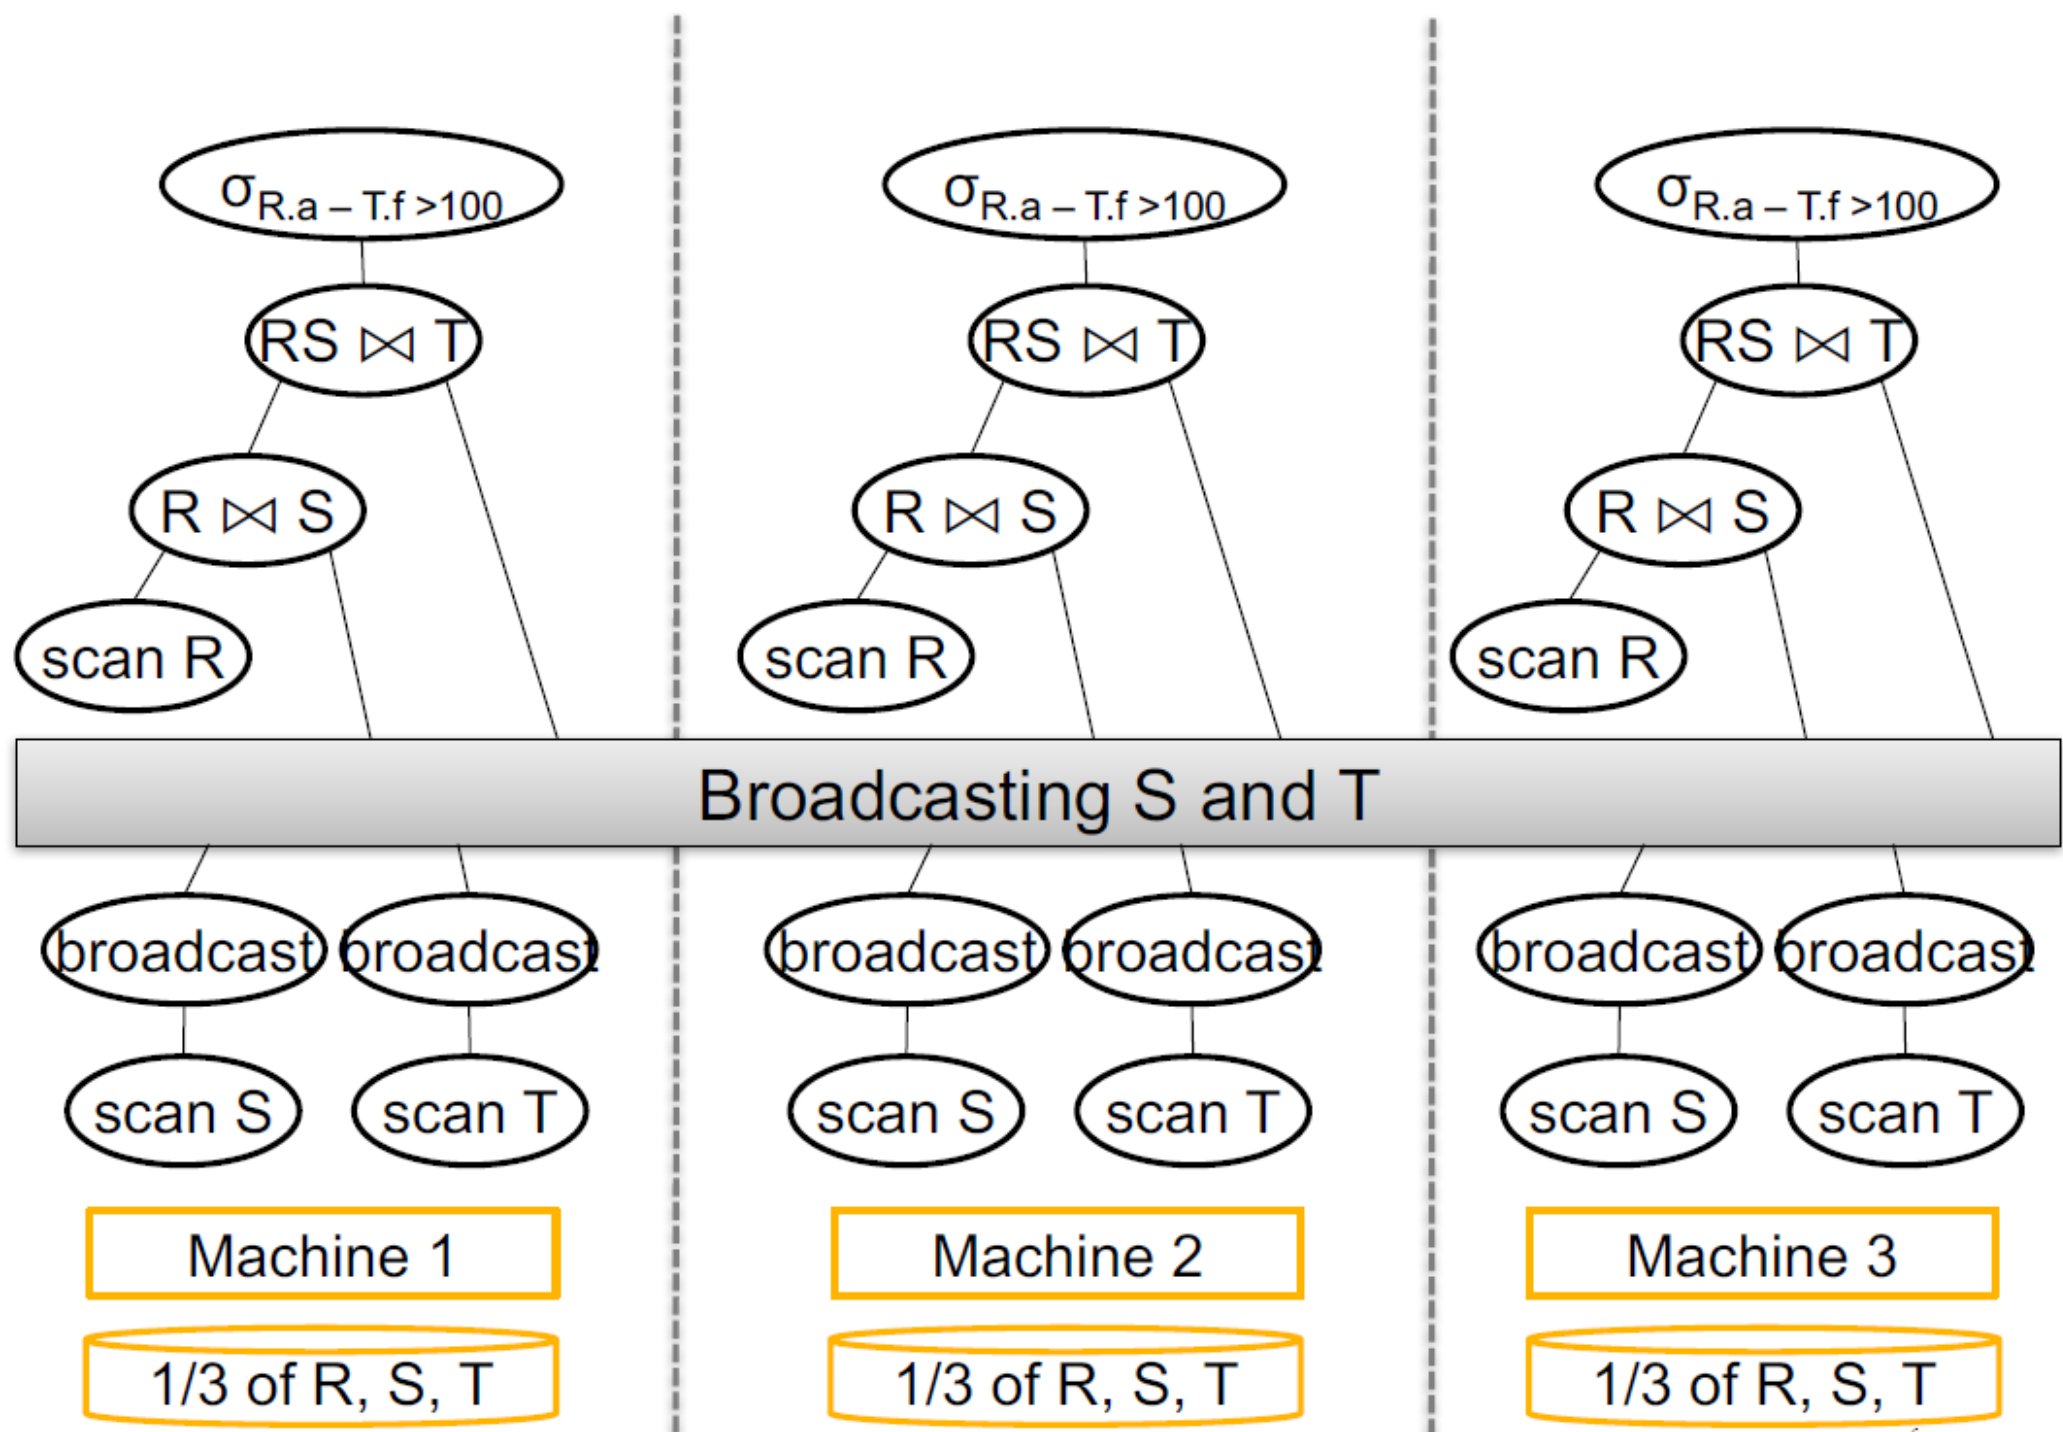 σR.a – T.f >100 σR.a – T.f >100 σR.a – T.f >100
RS ⋈ T RS ⋈ T RS ⋈ T
R ⋈ S R ⋈ S R ⋈ S
scan R scan R scan R
Broadcasting S and T
broadcast broadcast broadcast broadcast broadcast broadcast
scan S scan T scan S scan T scan S scan T
Machine 1 Machine 2 Machine 3
1/3 of R, S, T 1/3 of R, S, T 1/3 of R, S, T